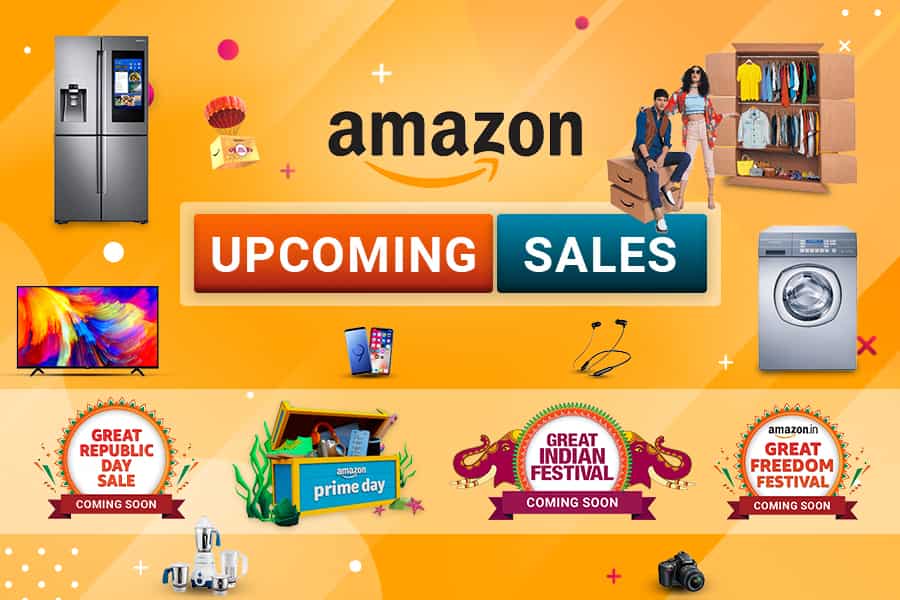 amazon
UPCOMING SALES
GREAT
REPUBLIC
DAY
SALE
COMING SOON
amazon
prime day
GREAT
INDIAN
FESTIVAL
COMING SOON
amazon.in
GREAT
FREEDOM
FESTIVAL
COMING SOON